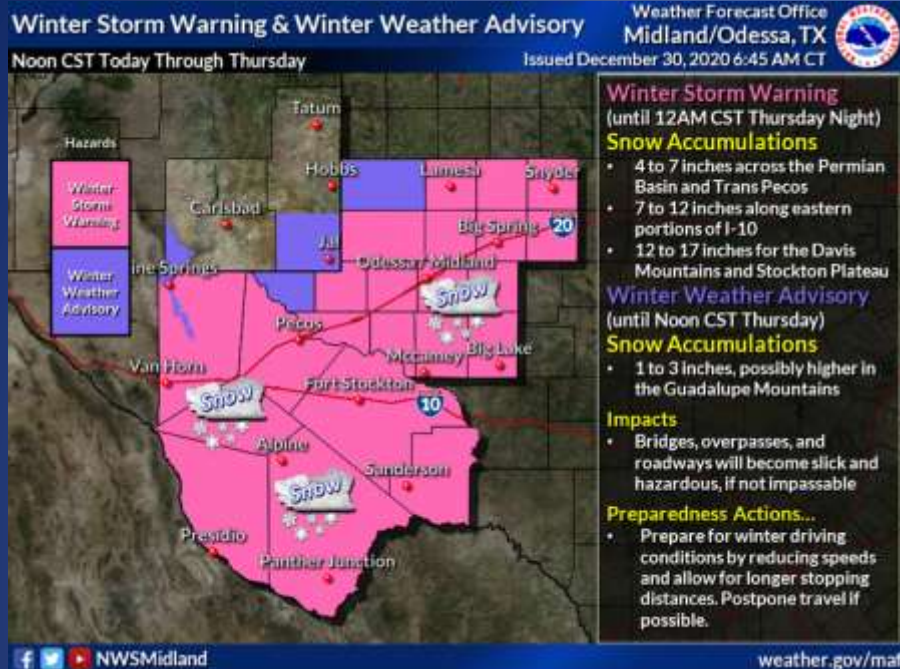 Winter Storm Warning & Winter Weather Advisory
Weather Forecast Office
Midland/Odessa, TX
Noon CST Today Through Thursday
Issued December 30, 2020 6:45 AM CT
Hazards
Winter
Storm
Warning
Winter
Weather
Advisory
Tatum
Hobbs
Lamesa
Snyder
Carlsbad
Big Spring
20
Jal
Odessa/Midland
ine Springs
Snow
Pecos
Mccamey
Big Lake
Van Horn
Fort Stockton
Snow
10
Alpine
Sanderson
Snow
Presidio
Panther Junction
Winter Storm Warning
(until 12AM CST Thursday Night)
Snow Accumulations
• 4 to 7 inches across the Permian
Basin and Trans Pecos
• 7 to 12 inches along eastern
portions of I-10
• 12 to 17 inches for the Davis
Mountains and Stockton Plateau
Winter Weather Advisory
(until Noon CST Thursday)
Snow Accumulations
• 1 to 3 inches, possibly higher in
the Guadalupe Mountains
Impacts
• Bridges, overpasses, and
roadways will become slick and
hazardous, if not impassable
Preparedness Actions...
• Prepare for winter driving
conditions by reducing speeds
and allow for longer stopping
distances. Postpone travel if
possible.
NWSMidland
weather.gov/maf